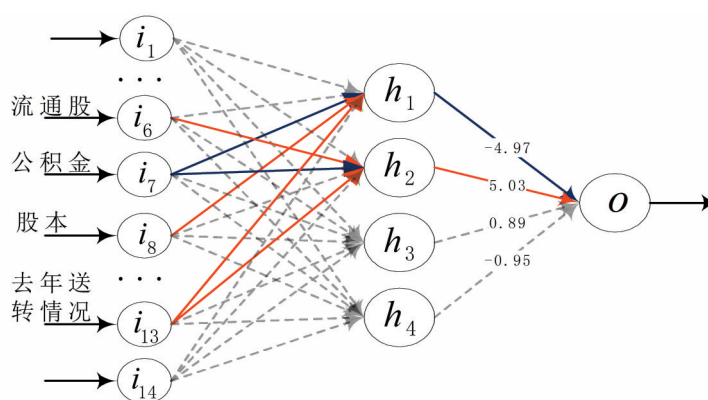 i1
...
流通股
i6
公积金
i7
股本
i8
...
去年送
转情况
i13
i14
h1
h2
h3
h4
-4.97
5.03
0.89
-0.95
o